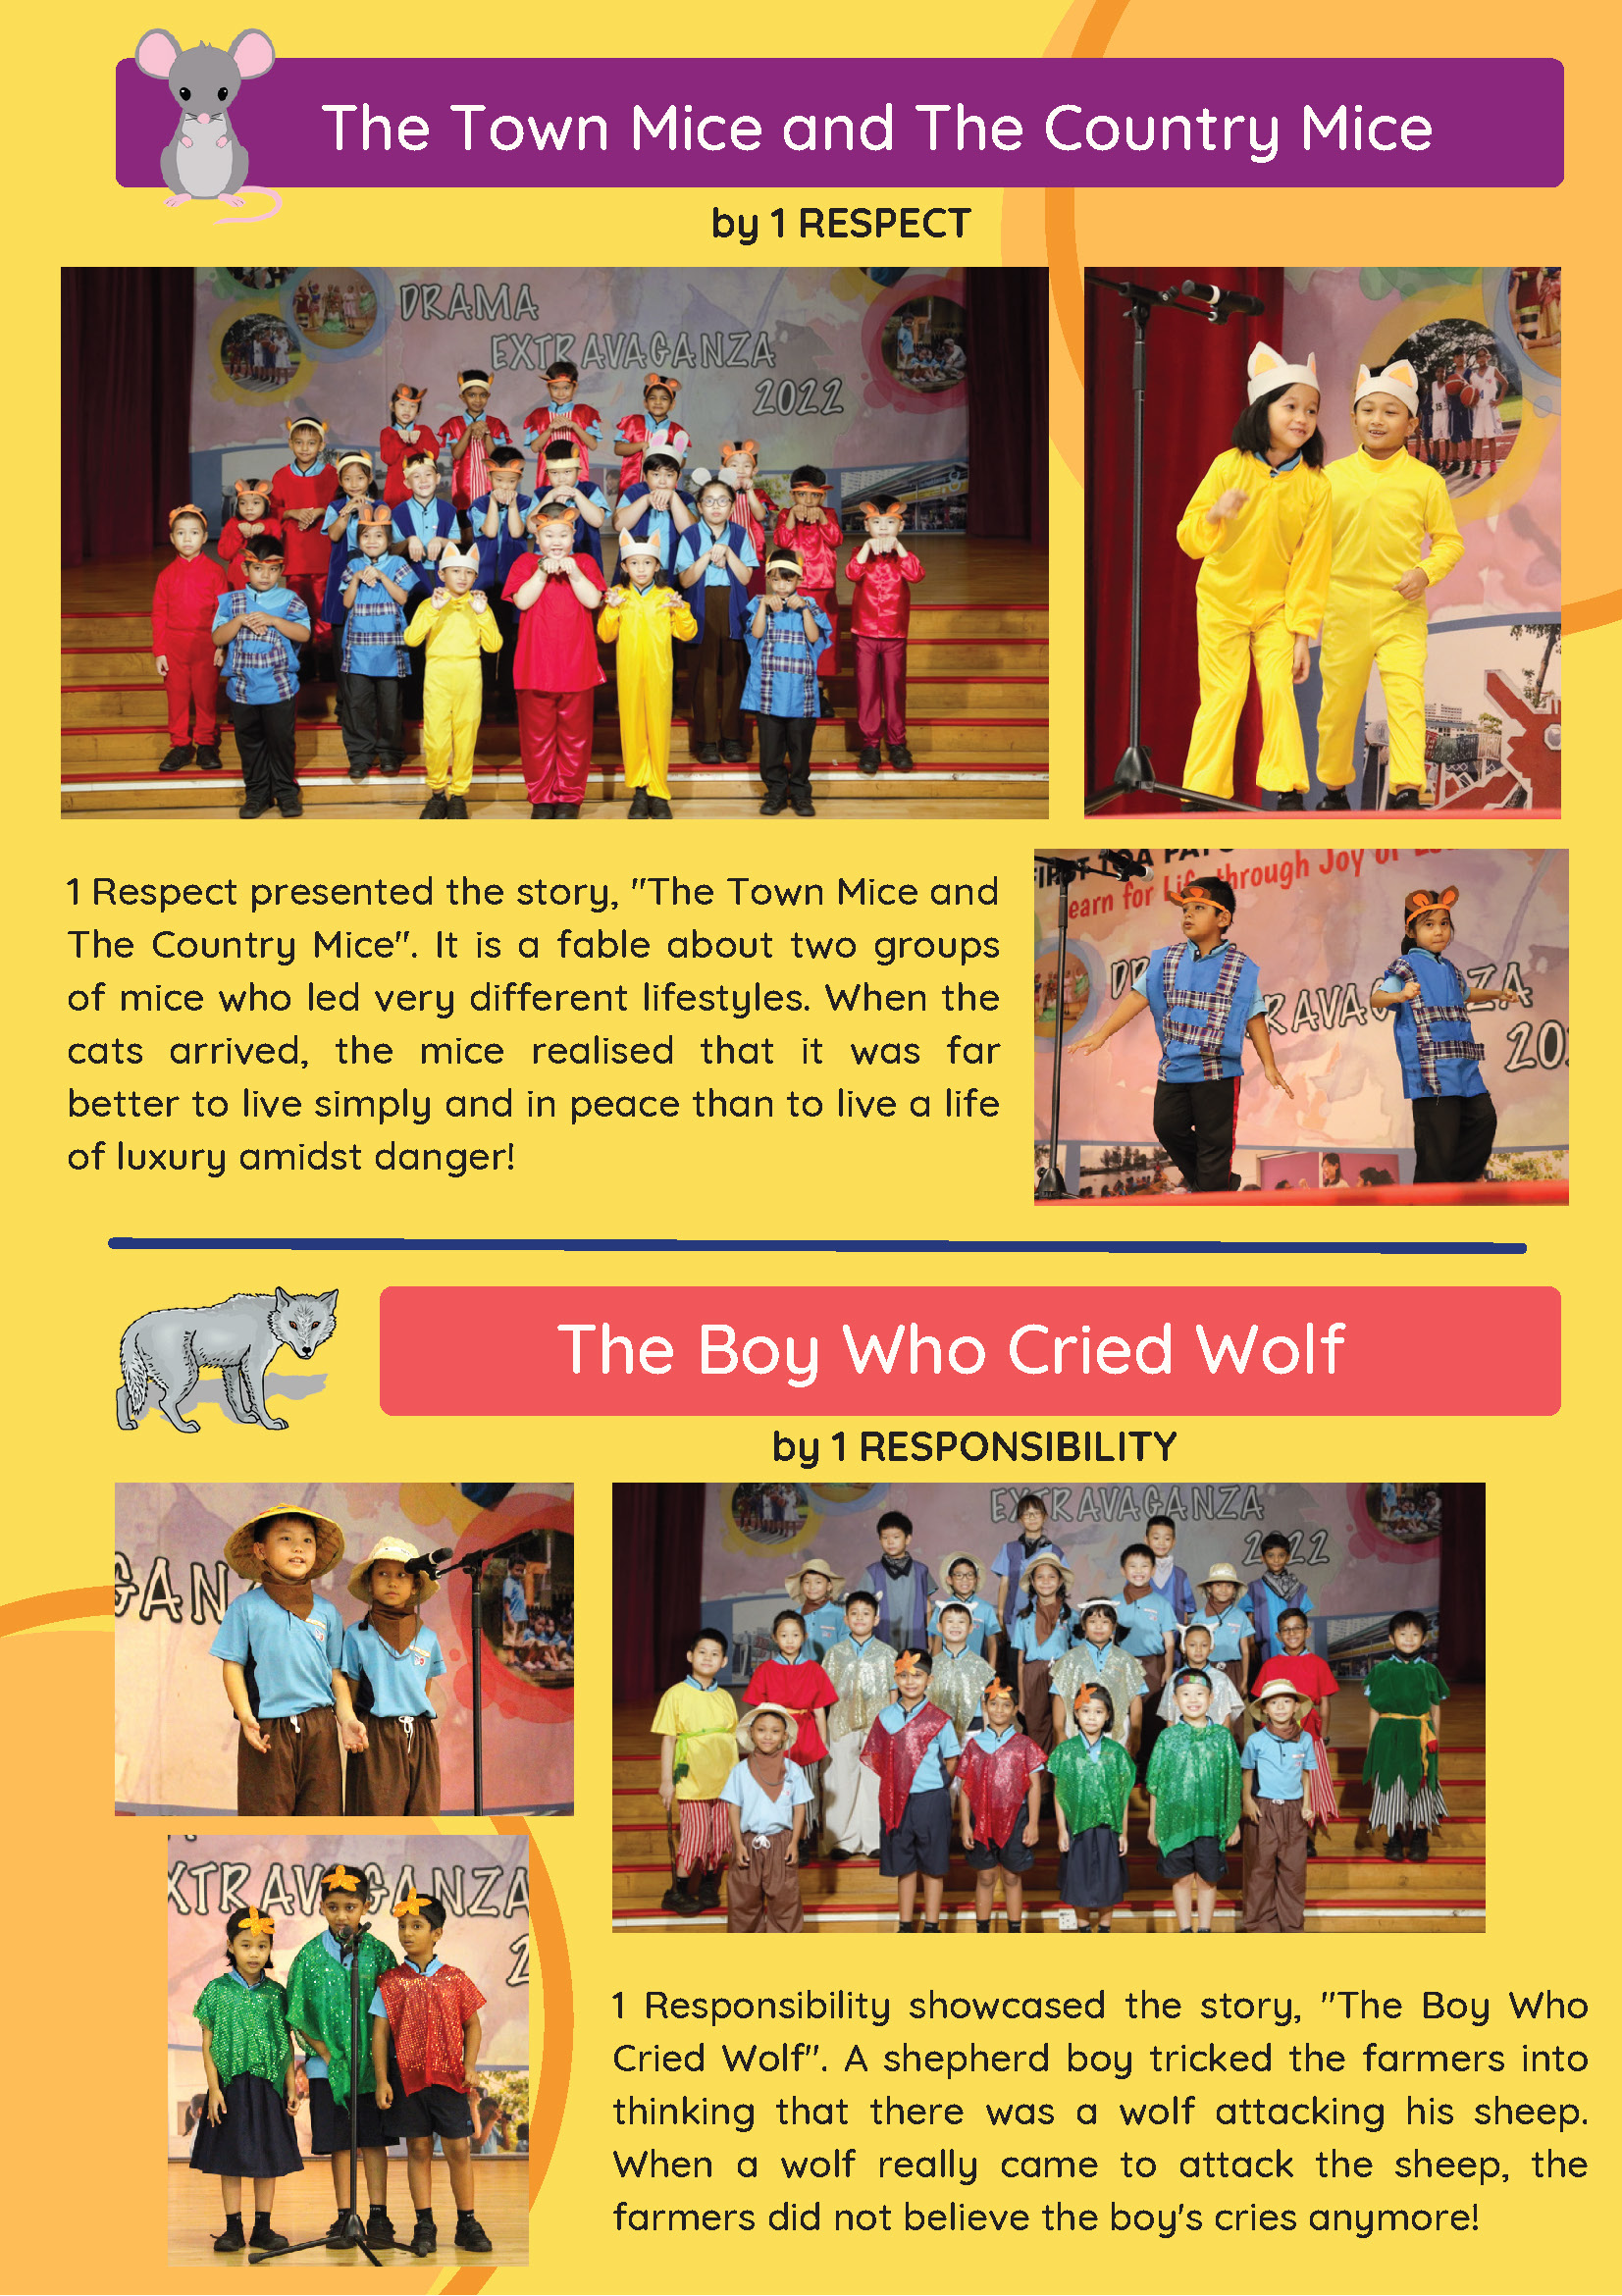 The Town Mice and The Country Mice
by 1 RESPECT
DRAMA
EXTRAVAGANZA
2022
1 Respect presented the story, "The Town Mice and
The Country Mice". It is a fable about two groups
of mice who led very different lifestyles. When the
cats arrived, the mice realised that it was far
better to live simply and in peace than to live a life
of luxury amidst danger!
through Joy
The Boy Who Cried Wolf
by 1 RESPONSIBILITY
EXTRAVAGANZA
2022
1 Responsibility showcased the story, "The Boy Who
Cried Wolf". A shepherd boy tricked the farmers into
thinking that there was a wolf attacking his sheep.
When a wolf really came to attack the sheep, the
farmers did not believe the boy's cries anymore!